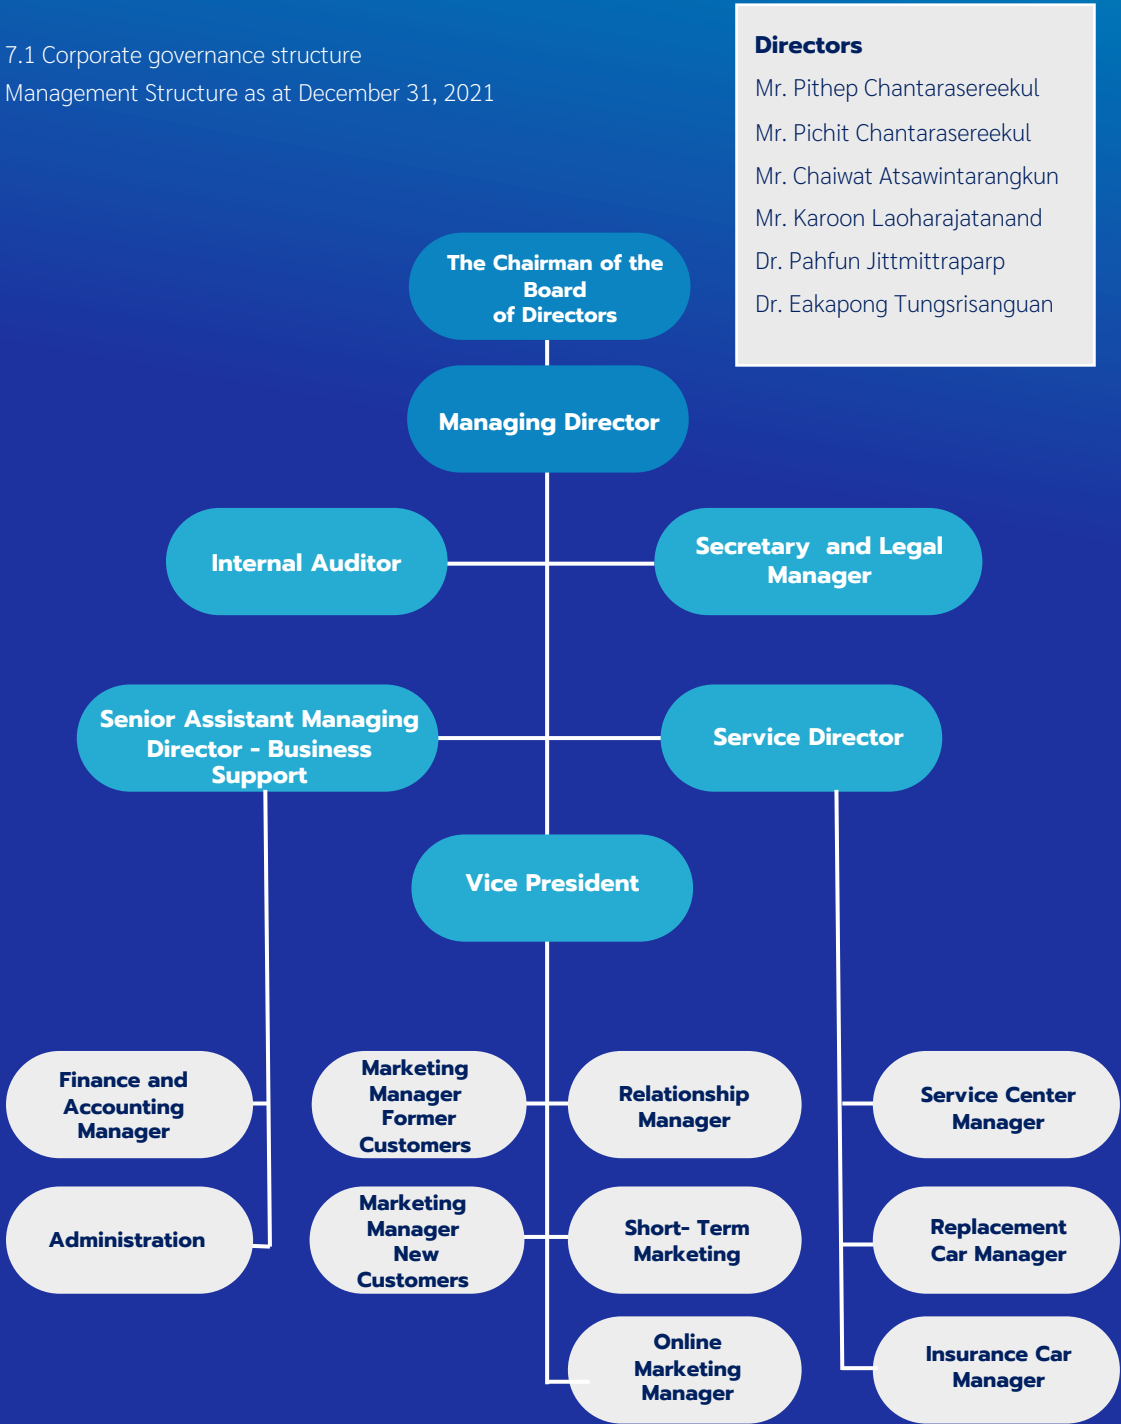 7.1 Corporate governance structure
Management Structure as at December 31, 2021
Directors
Mr. Pithep Chantarasereekul
Mr. Pichit Chantarasereekul
Mr. Chaiwat Atsawintarangkun
Mr. Karoon Laoharajatanand
Dr. Pahfun Jittmittraparp
Dr. Eakapong Tungsrisanguan
The Chairman of the
Board
of Directors
Managing Director
Internal Auditor
Secretary and Legal
Manager
Senior Assistant Managing
Director - Business
Support
Service Director
Vice President
Finance and
Accounting
Manager
Marketing
Manager
Former
Customers
Relationship
Manager
Service Center
Manager
Administration
Marketing
Manager
New
Customers
Short- Term
Marketing
Replacement
Car Manager
Online
Marketing
Manager
Insurance Car
Manager